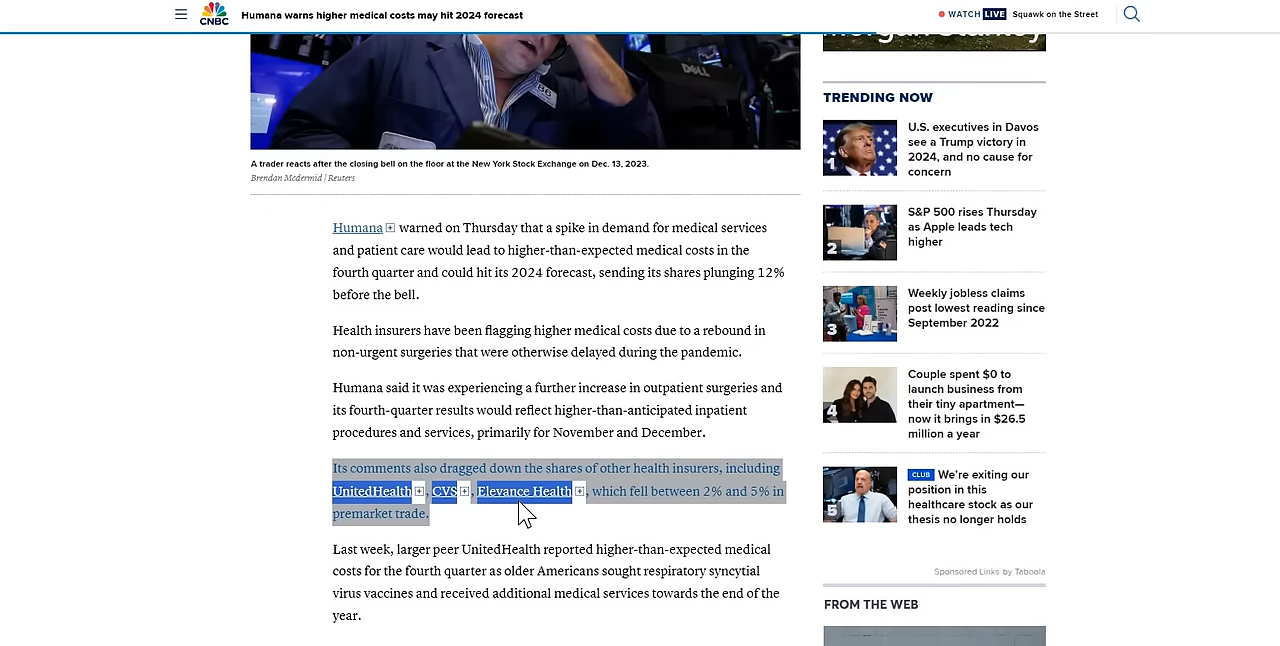 CNBC
Humana warns higher medical costs may hit 2024 forecast
WATCH LIVE Squawk on the Street
DELL
A trader reacts after the closing bell on the floor at the New York Stock Exchange on Dec. 13, 2023.
Brendan Mcdermid | Reuters
Humana warned on Thursday that a spike in demand for medical services
and patient care would lead to higher-than-expected medical costs in the
fourth quarter and could hit its 2024 forecast, sending its shares plunging 12%
before the bell.
Health insurers have been flagging higher medical costs due to a rebound in
non-urgent surgeries that were otherwise delayed during the pandemic.
Humana said it was experiencing a further increase in outpatient surgeries and
its fourth-quarter results would reflect higher-than-anticipated inpatient
procedures and services, primarily for November and December.
Its comments also dragged down the shares of other health insurers, including
UnitedHealth, CVS, Elevance Health, which fell between 2% and 5% in
premarket trade.
Last week, larger peer UnitedHealth reported higher-than-expected medical
costs for the fourth quarter as older Americans sought respiratory syncytial
virus vaccines and received additional medical services towards the end of the
year.
Morgan Stanley
TRENDING NOW
1
U.S. executives in Davos
see a Trump victory in
2024, and no cause for
concern
2
S&P 500 rises Thursday
as Apple leads tech
higher
3
Weekly jobless claims
post lowest reading since
September 2022
4
Couple spent $0 to
launch business from
their tiny apartment—
now it brings in $26.5
million a year
5
CLUB We're exiting our
position in this
healthcare stock as our
thesis no longer holds
Sponsored Links by Taboola
FROM THE WEB